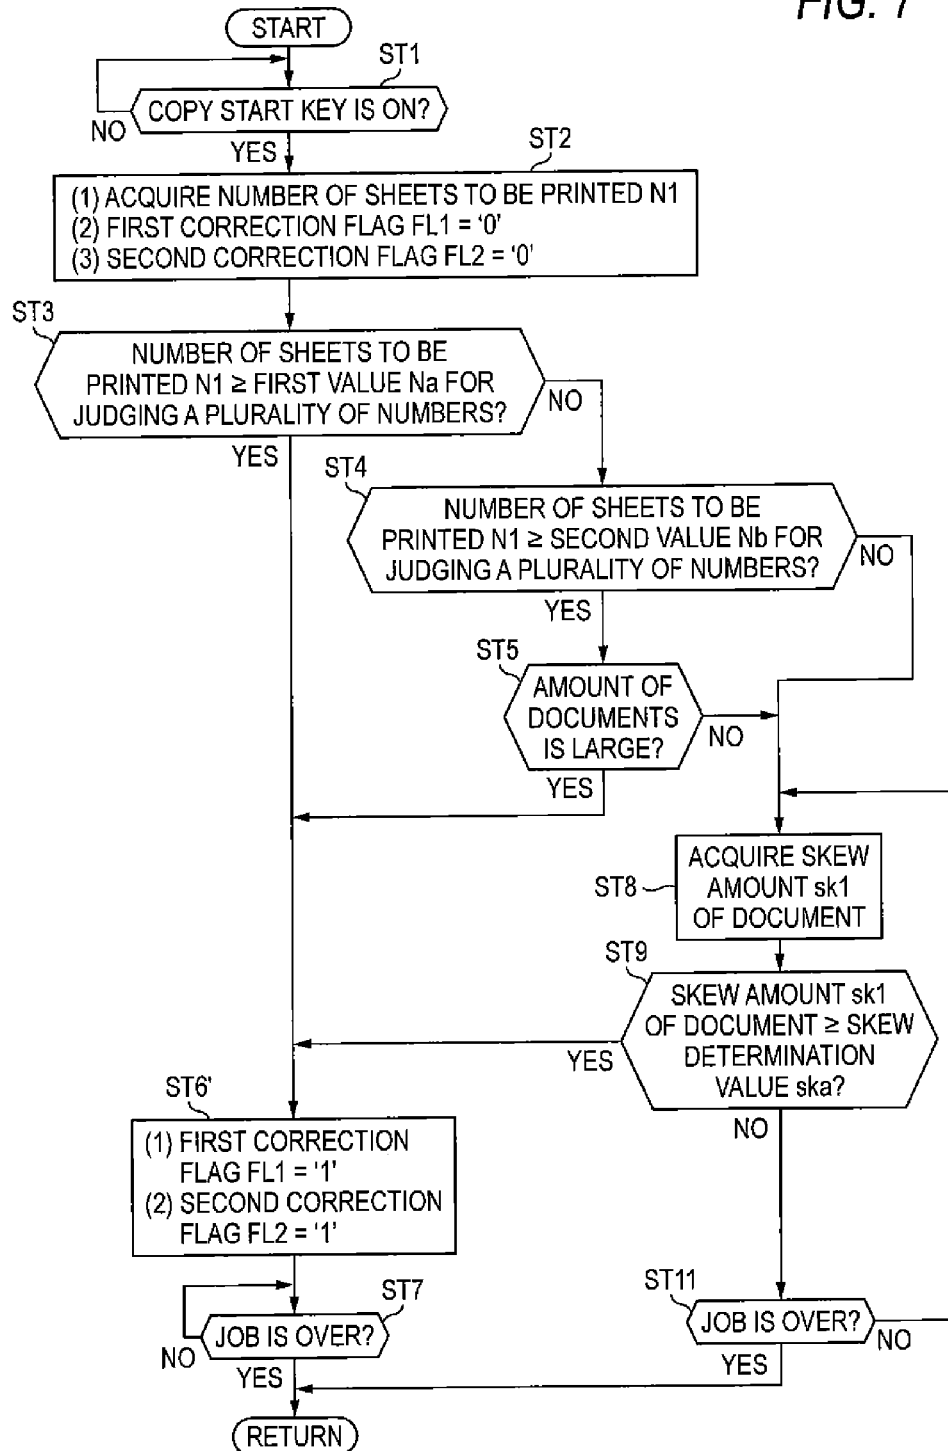 FIG. 7
START
ST1
COPY START KEY IS ON?
NO
YES
ST2
(1) ACQUIRE NUMBER OF SHEETS TO BE PRINTED N1
(2) FIRST CORRECTION FLAG FL1 = ‘0’
(3) SECOND CORRECTION FLAG FL2 = ‘0’
ST3
NUMBER OF SHEETS TO BE
PRINTED N1 ≥ FIRST VALUE Na FOR
JUDGING A PLURALITY OF NUMBERS?
NO
YES
ST4
NUMBER OF SHEETS TO BE
PRINTED N1 ≥ SECOND VALUE Nb FOR
JUDGING A PLURALITY OF NUMBERS?
NO
YES
ST5
AMOUNT OF
DOCUMENTS
IS LARGE?
NO
YES
ST8
ACQUIRE SKEW
AMOUNT sk1
OF DOCUMENT
ST9
SKEW AMOUNT sk1
OF DOCUMENT ≥ SKEW
DETERMINATION
VALUE ska?
YES
NO
ST6'
(1) FIRST CORRECTION
FLAG FL1 = ‘1’
(2) SECOND CORRECTION
FLAG FL2 = ‘1’
ST7
JOB IS OVER?
NO
YES
ST11
JOB IS OVER?
NO
YES
RETURN